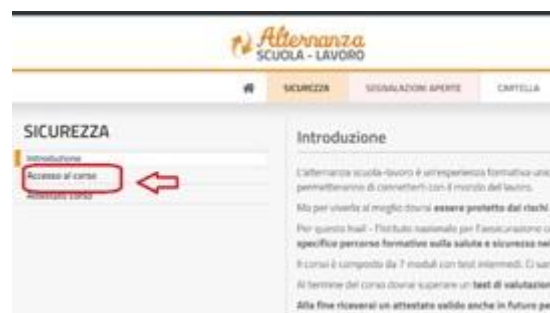 Alternanza
SCUOLA - LAVORO
SICUREZZA
SEGNALAZIONI APERTE
CARTELLA
SICUREZZA
Introduzione
Accesso al corso
Attestato corso
Introduzione
L'alternanza scuola-lavoro è un'esperienza formativa unica
permetteranno di connetterti con il mondo del lavoro.
Ma per viverla al meglio dovrai essere protetto dai rischi
Per questo Inail - l'Istituto nazionale per l'assicurazione
specifico percorso formativo sulla salute e sicurezza
Il corso è composto da 7 moduli con test intermedi. Ci
Al termine del corso dovrai superare un test di valutazione
Alla fine riceverai un attestato valido anche in futuro